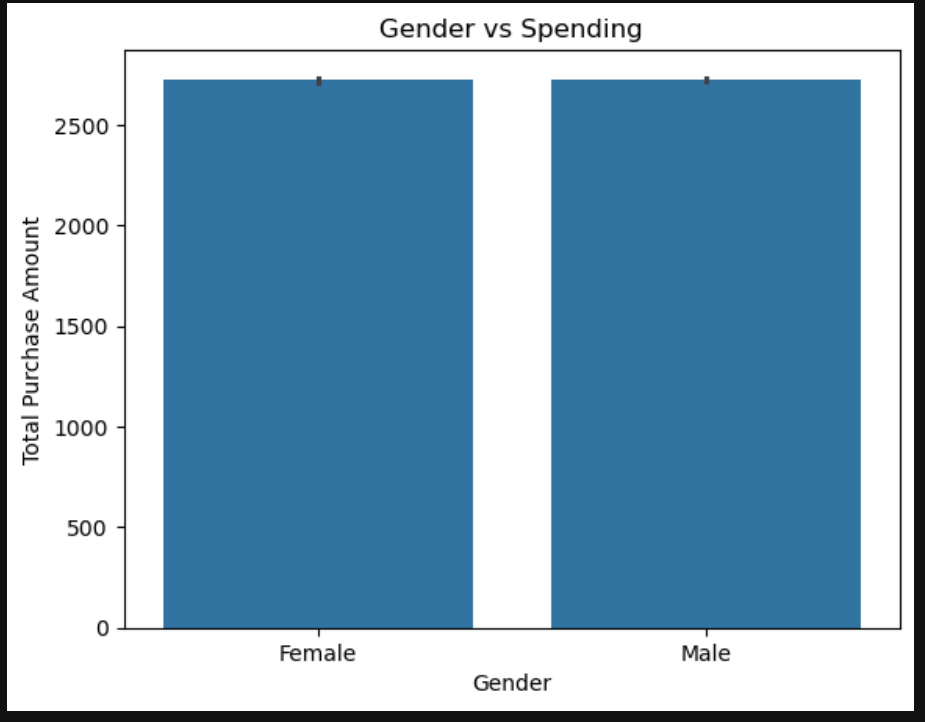 Gender vs Spending
Total Purchase Amount
2500
2000
1500
1000
500
0
Female Male
Gender